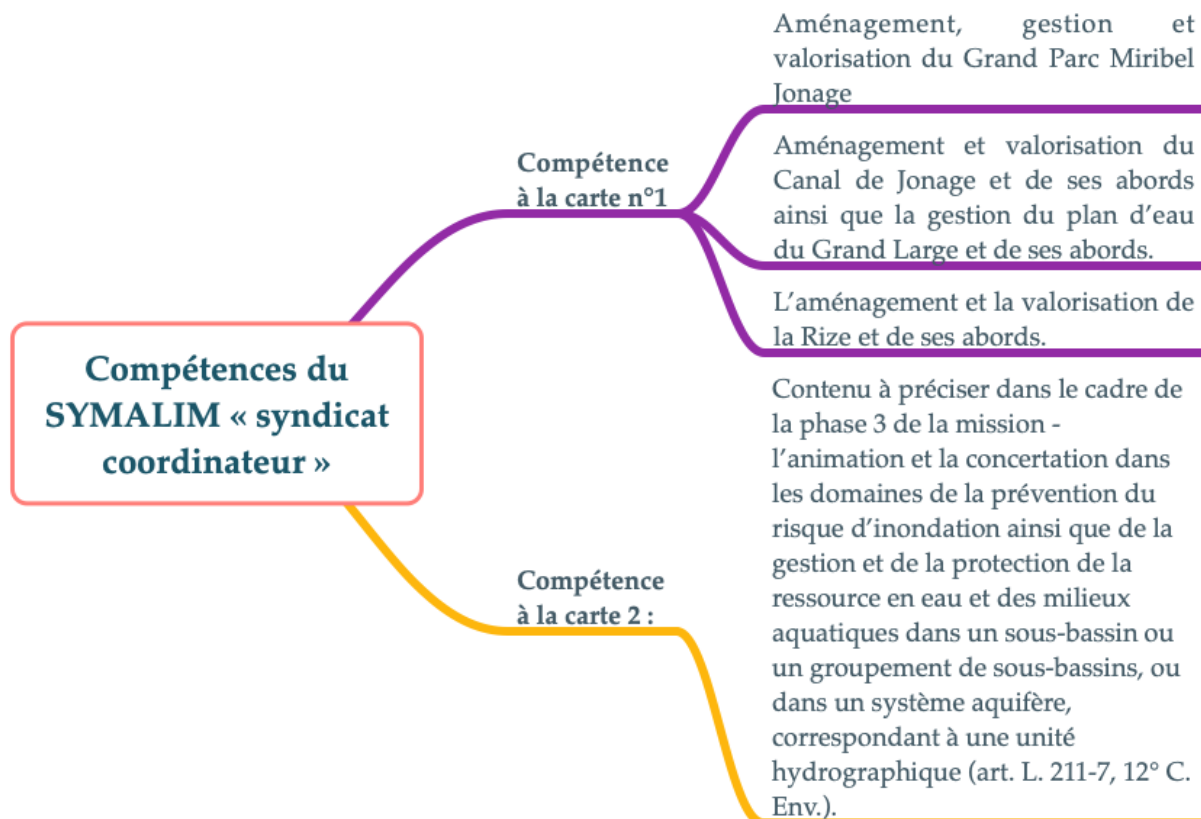 Compétences du
SYMALIM « syndicat
coordinateur »
Compétence
à la carte n°1
Aménagement, gestion et
valorisation du Grand Parc Miribel
Jonage
Aménagement et valorisation du
Canal de Jonage et de ses abords
ainsi que la gestion du plan d’eau
du Grand Large et de ses abords.
L’aménagement et la valorisation de
la Rize et de ses abords.
Compétence
à la carte 2 :
Contenu à préciser dans le cadre de
la phase 3 de la mission -
l’animation et la concertation dans
les domaines de la prévention du
risque d’inondation ainsi que de la
gestion et de la protection de la
ressource en eau et des milieux
aquatiques dans un sous-bassin ou
un groupement de sous-bassins, ou
dans un système aquifère,
correspondant à une unité
hydrographique (art. L. 211-7, 12° C.
Env.).